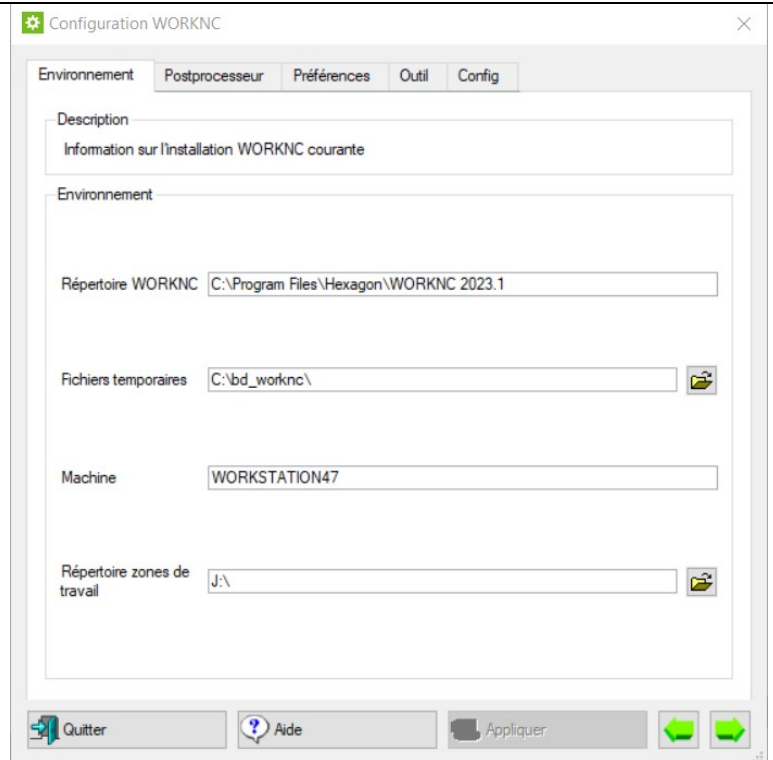 Configuration WORKNC
Environnement Postprocesseur Préférences Outil Config
Description
Information sur l'installation WORKNC courante
Environnement
Répertoire WORKNC C:\Program Files\Hexagon\WORKNC 2023.1
Fichiers temporaires C:\bd_worknc\
Machine WORKSTATION47
Répertoire zones de
travail J:\
Quitter Aide Appliquer